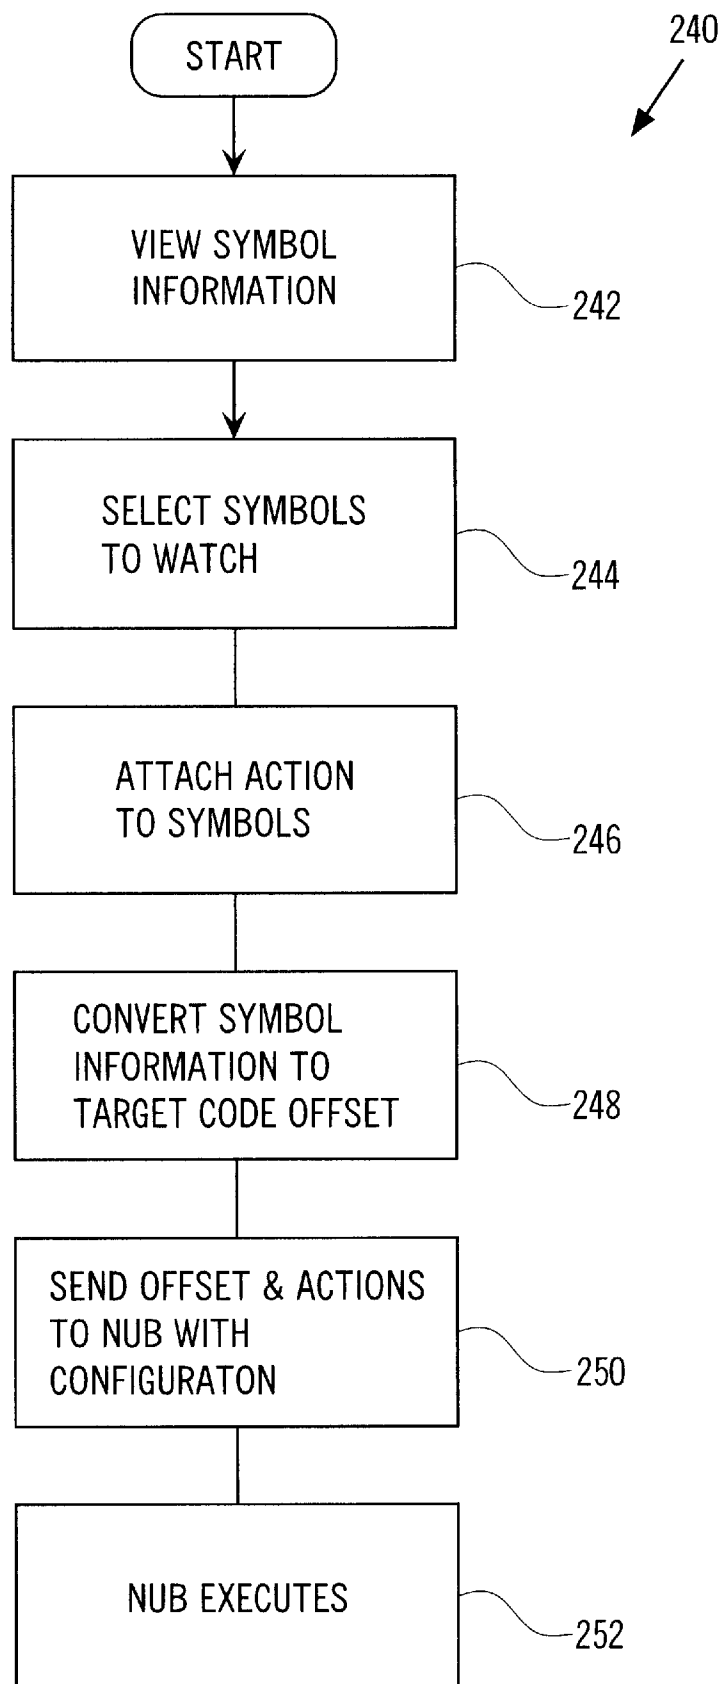 START
240
VIEW SYMBOL
INFORMATION
242
SELECT SYMBOLS
TO WATCH
244
ATTACH ACTION
TO SYMBOLS
246
CONVERT SYMBOL
INFORMATION TO
TARGET CODE OFFSET
248
SEND OFFSET & ACTIONS
TO NUB WITH
CONFIGURATON
250
NUB EXECUTES
252